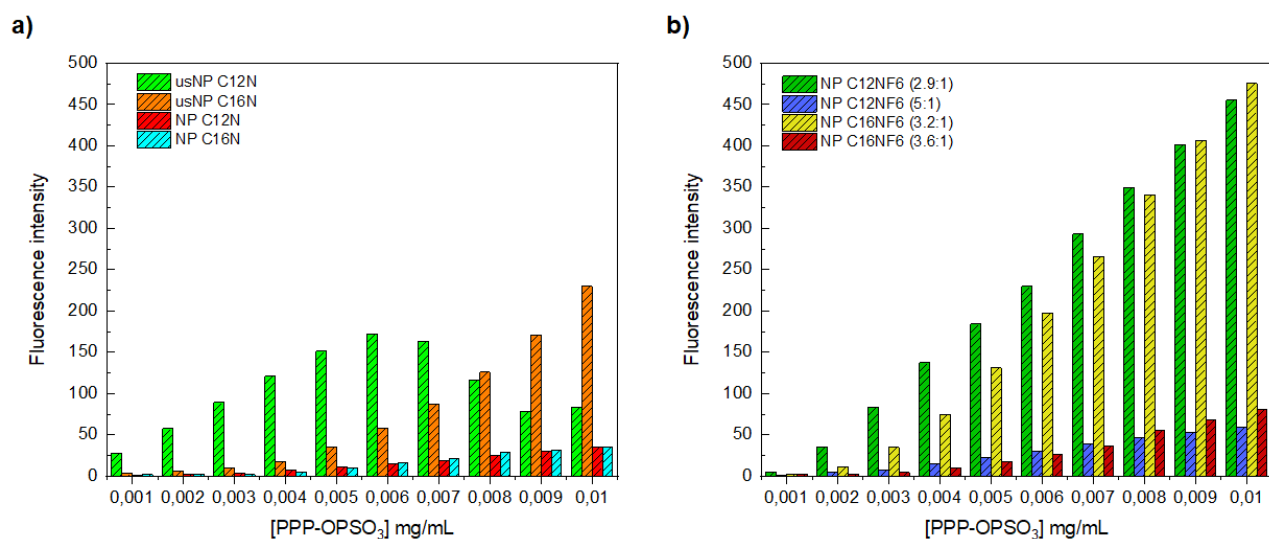 a)
500
450
400
350
300
250
200
150
100
50
0
Fluorescence intensity
usNP C12N
usNP C16N
NP C12N
NP C16N
0,001 0,002 0,003 0,004 0,005 0,006 0,007 0,008 0,009 0,01
[PPP-OPSO₃] mg/mL
b)
500
450
400
350
300
250
200
150
100
50
0
Fluorescence intensity
NP C12NF6 (2.9:1)
NP C12NF6 (5:1)
NP C16NF6 (3.2:1)
NP C16NF6 (3.6:1)
0,001 0,002 0,003 0,004 0,005 0,006 0,007 0,008 0,009 0,01
[PPP-OPSO₃] mg/mL